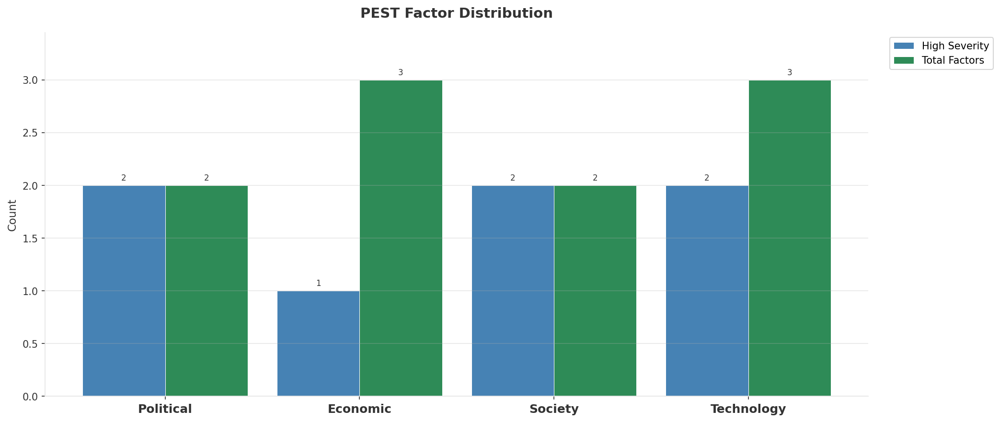 PEST Factor Distribution
High Severity
Total Factors
Count
3.0
2.5
2.0
1.5
1.0
0.5
0.0
2
2
1
3
2
2
2
3
Political
Economic
Society
Technology